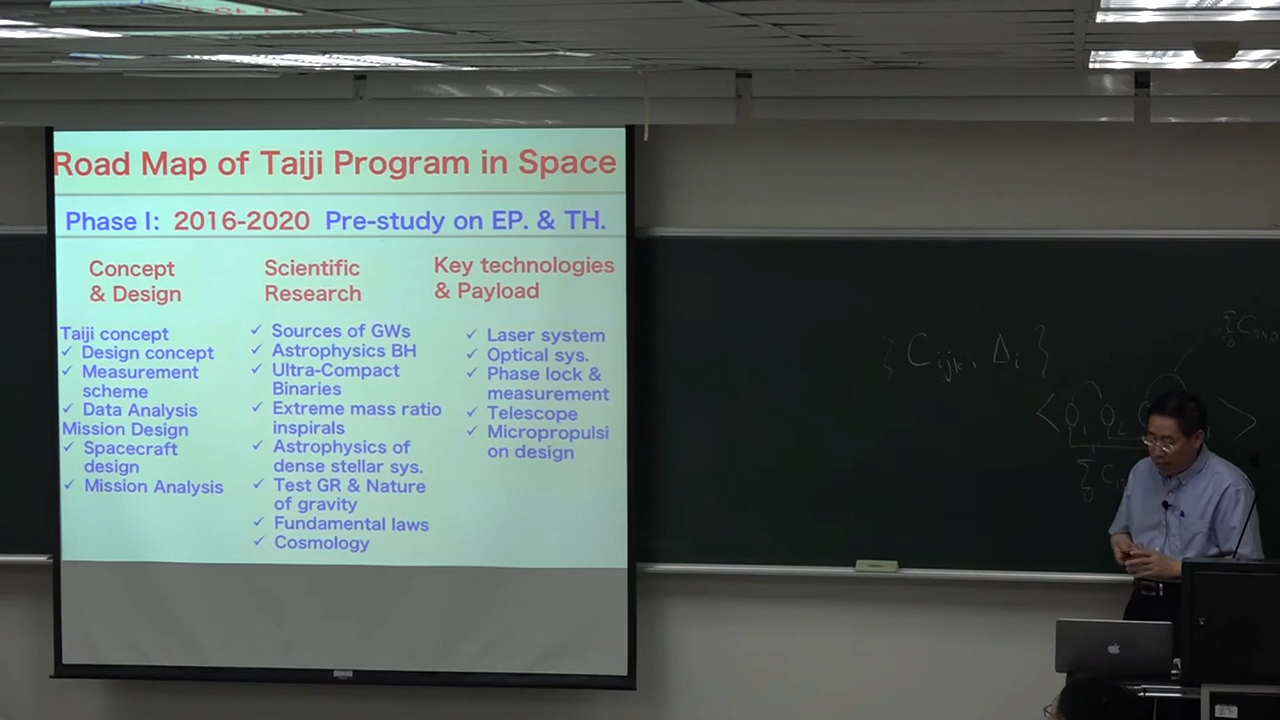 Road Map of Taiji Program in Space
Phase I: 2016-2020 Pre-study on EP. & TH.
Concept
& Design
Taiji concept
✓ Design concept
✓ Measurement
scheme
✓ Data Analysis
Mission Design
✓ Spacecraft
design
✓ Mission Analysis
Scientific
Research
✓ Sources of GWs
✓ Astrophysics BH
✓ Ultra-Compact
Binaries
✓ Extreme mass ratio
inspirals
✓ Astrophysics of
dense stellar sys.
✓ Test GR & Nature
of gravity
✓ Fundamental laws
✓ Cosmology
Key technologies
& Payload
✓ Laser system
✓ Optical sys.
✓ Phase lock &
measurement
✓ Telescope
✓ Micropropulsi
on design
{ C_ijk, Δ_i }